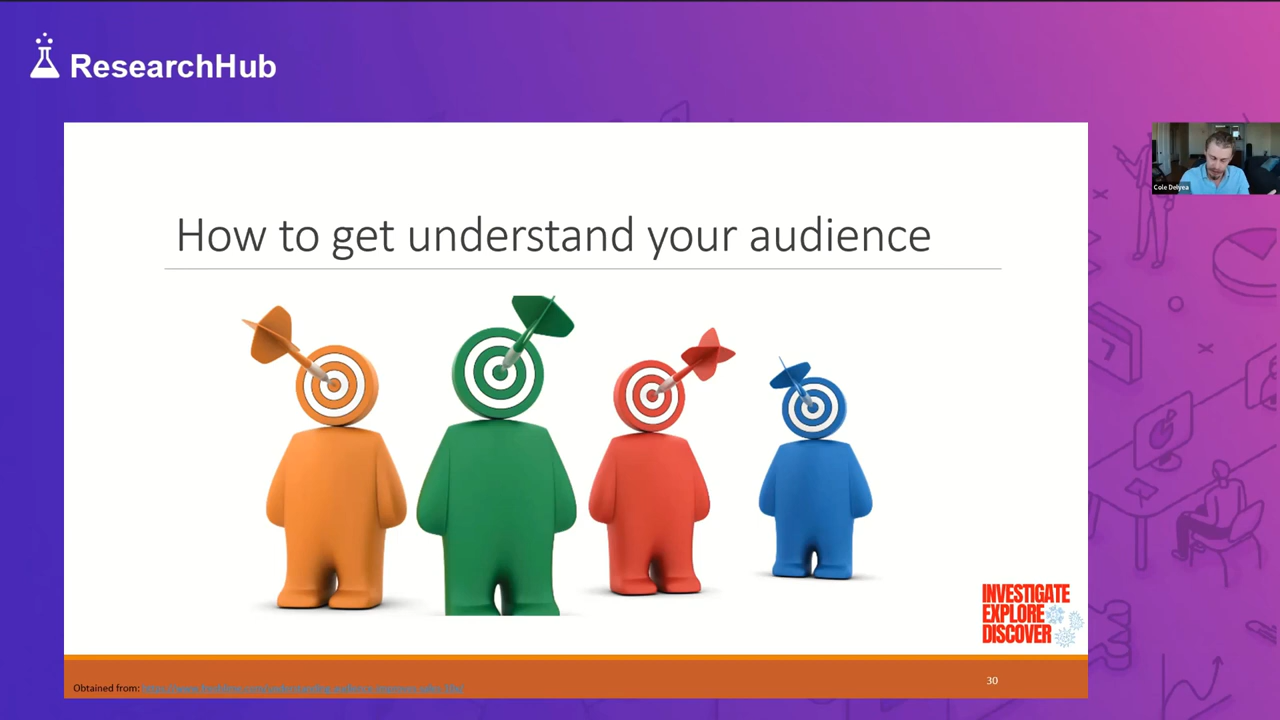 ResearchHub
Cole Delyea
How to get understand your audience
INVESTIGATE
EXPLORE
DISCOVER
Obtained from:
30